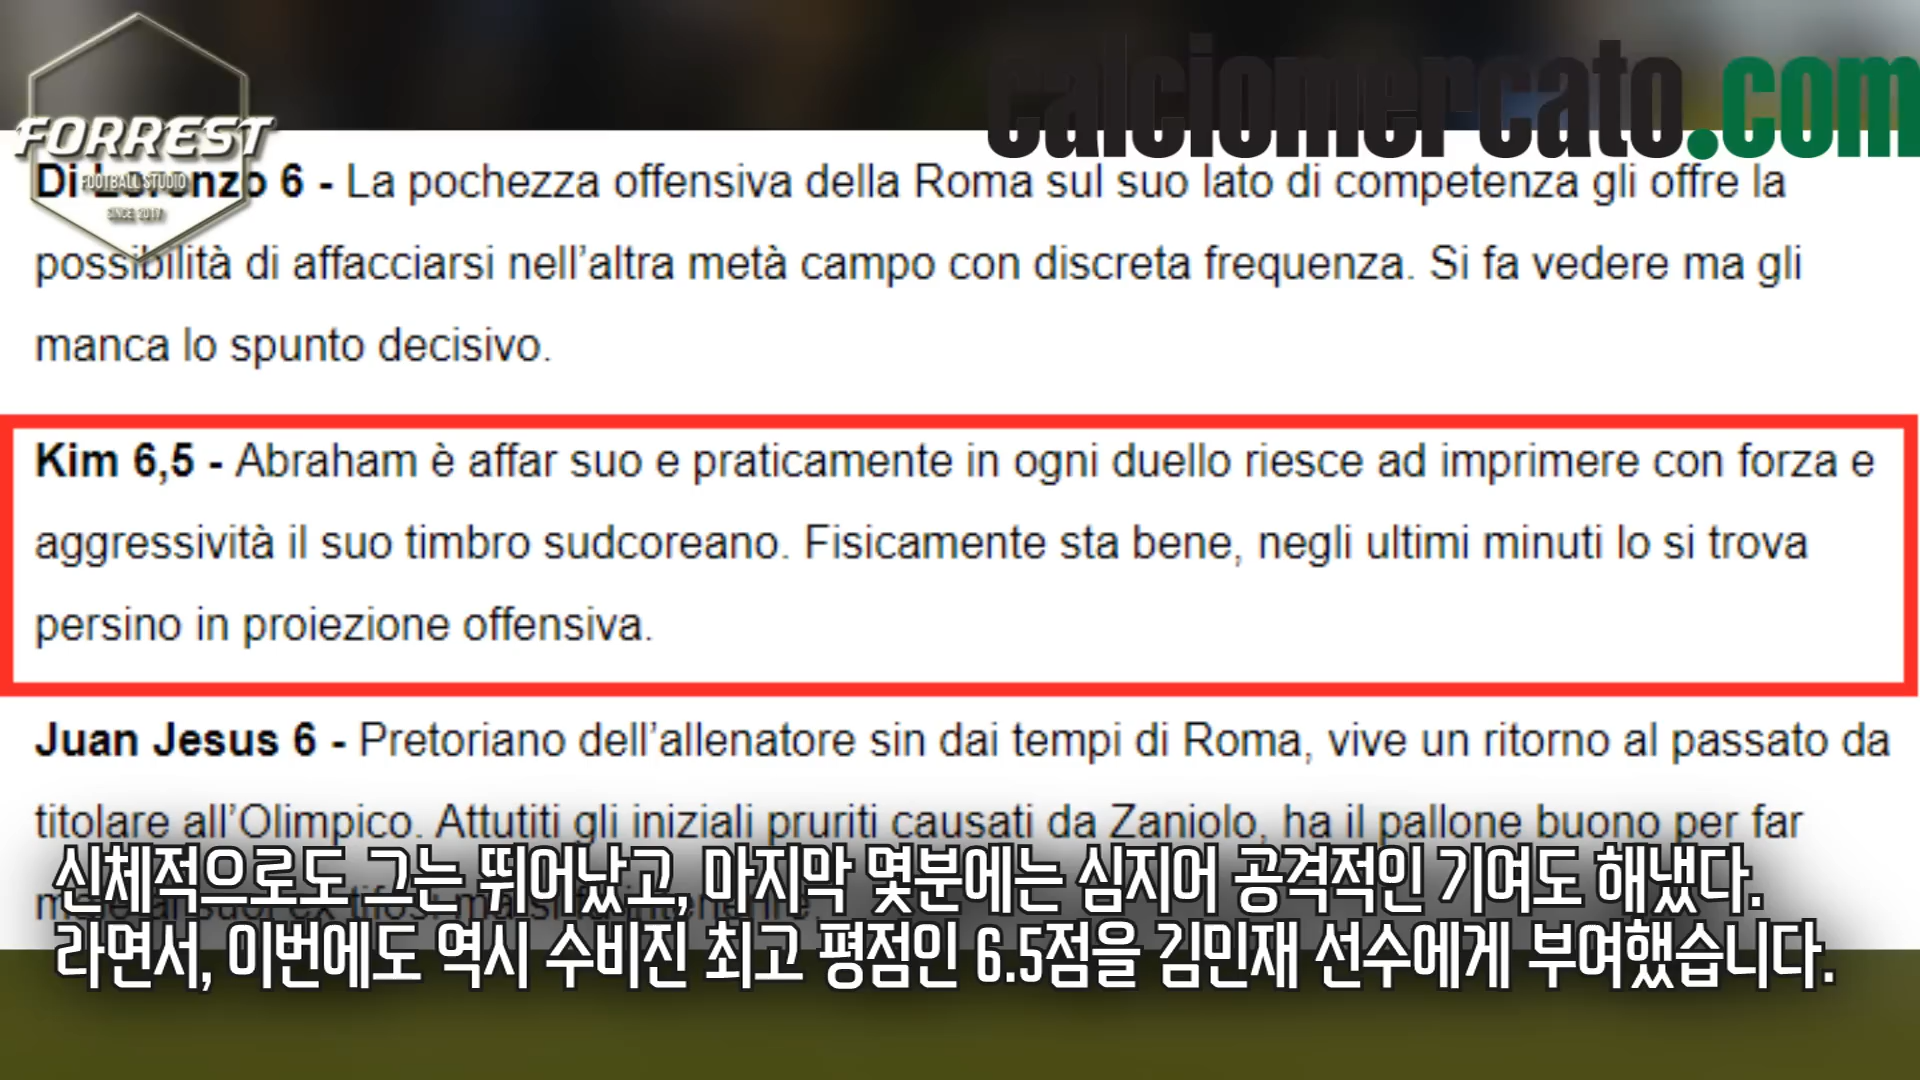 calciomercato.com
FORREST
FOOTBALL STUDIO
SINCE 2017
Di Lorenzo 6 - La pochezza offensiva della Roma sul suo lato di competenza gli offre la
possibilità di affacciarsi nell’altra metà campo con discreta frequenza. Si fa vedere ma gli
manca lo spunto decisivo.
Kim 6,5 - Abraham è affar suo e praticamente in ogni duello riesce ad imprimere con forza e
aggressività il suo timbro sudcoreano. Fisicamente sta bene, negli ultimi minuti lo si trova
persino in proiezione offensiva.
Juan Jesus 6 - Pretoriano dell’allenatore sin dai tempi di Roma, vive un ritorno al passato da
titolare all’Olimpico. Attutiti gli iniziali pruriti causati da Zaniolo, ha il pallone buono per far
신체적으로도 그는 뛰어났고, 마지막 몇분에는 심지어 공격적인 기여도 해냈다.
라면서, 이번에도 역시 수비진 최고 평점인 6.5점을 김민재 선수에게 부여했습니다.